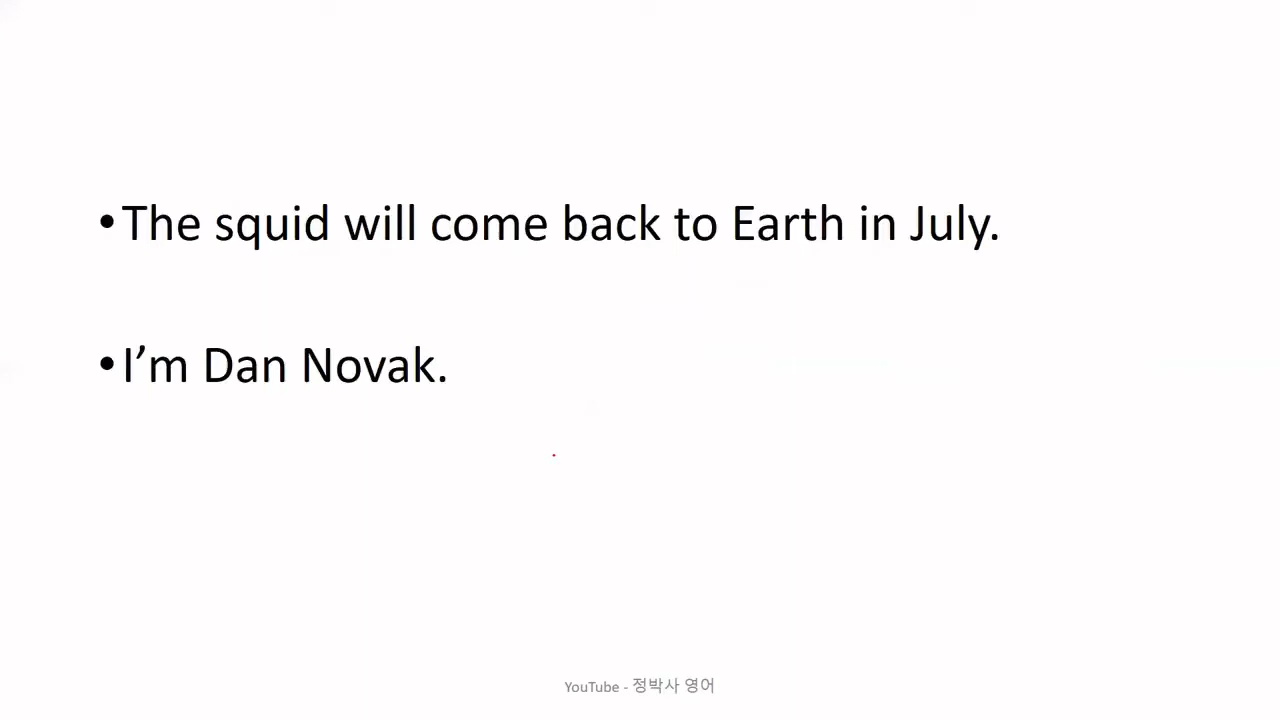 •The squid will come back to Earth in July.
•I’m Dan Novak.
YouTube - 정박사 영어